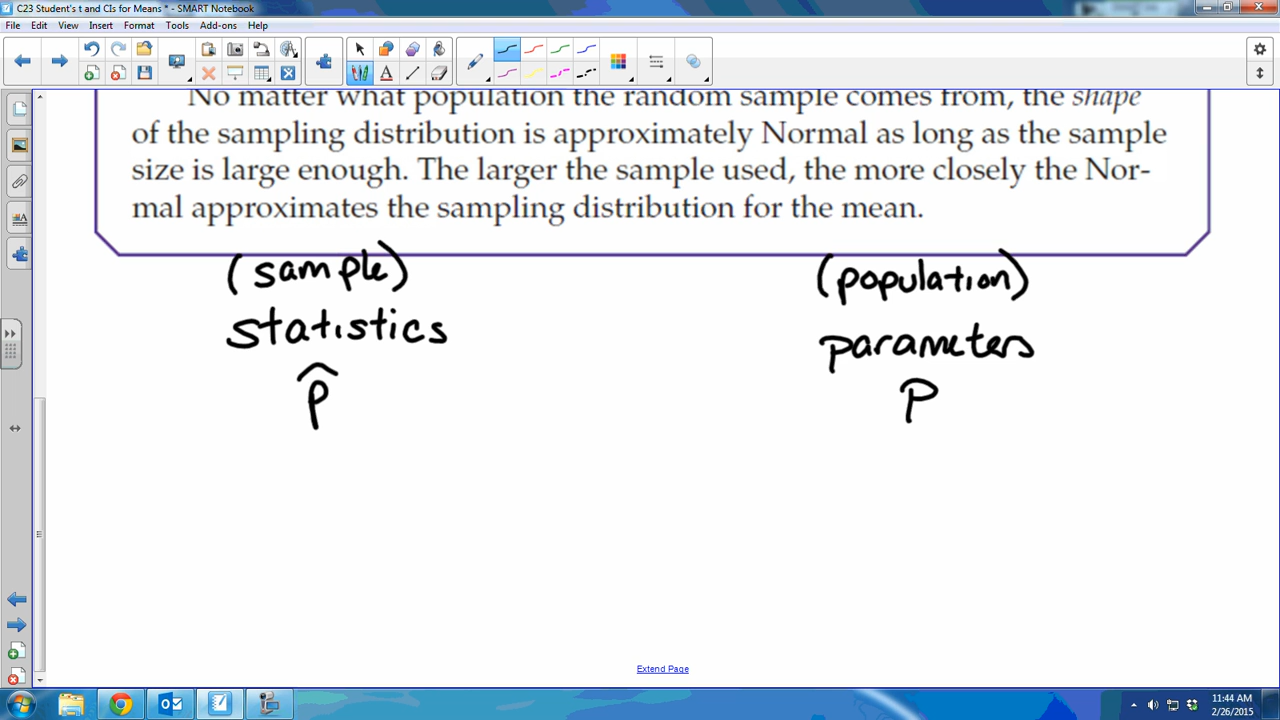 C23 Student's t and CIs for Means * - SMART Notebook
File Edit View Insert Format Tools Add-ons Help
No matter what population the random sample comes from, the shape
of the sampling distribution is approximately Normal as long as the sample
size is large enough. The larger the sample used, the more closely the Nor-
mal approximates the sampling distribution for the mean.
(sample) (population)
statistics parameters
p̂ P
Extend Page
11:44 AM
2/26/2015